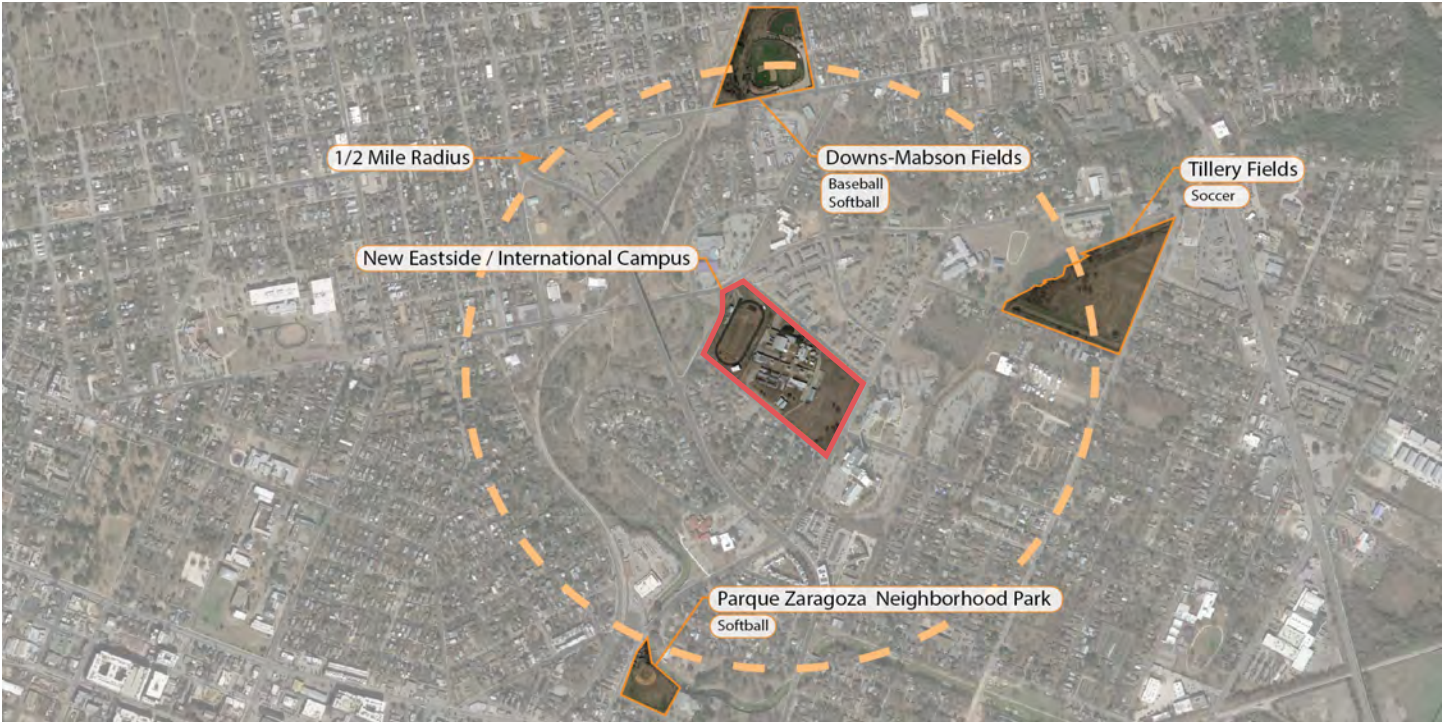 1/2 Mile Radius
Downs-Mabson Fields
Baseball
Softball
Tillery Fields
Soccer
New Eastside / International Campus
Parque Zaragoza Neighborhood Park
Softball